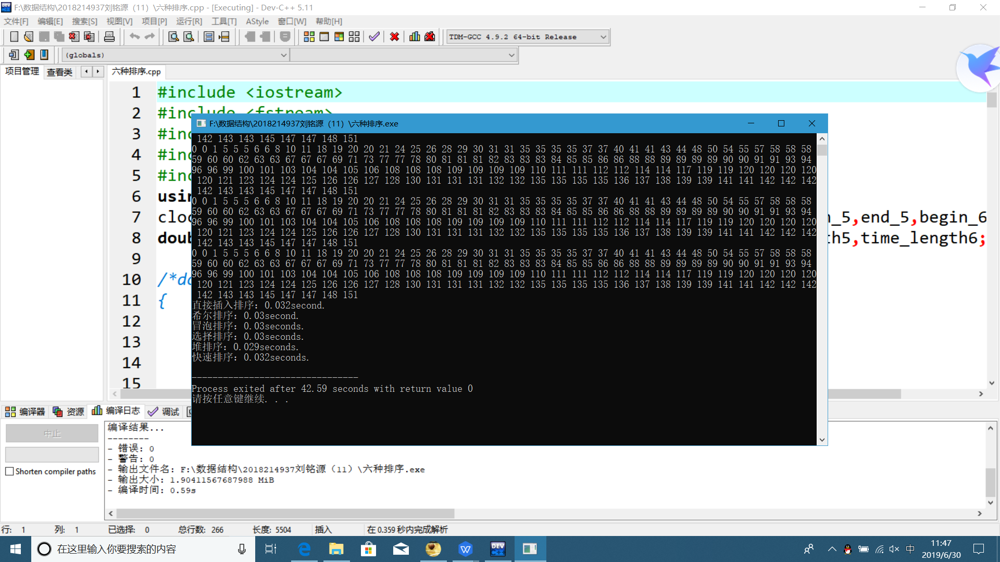 F:\数据结构\2018214937刘铭源（11）\六种排序.cpp - [Executing] - Dev-C++ 5.11
文件[F] 编辑[E] 搜索[S] 视图[V] 项目[P] 运行[R] 工具[T] AStyle 窗口[W] 帮助[H]
TDM-GCC 4.9.2 64-bit Release
(globals)
项目管理 查看类 六种排序.cpp
1 #include <iostream>
2 #include <fstream>
3 #inc
4 #inc
5 #inc
6 usin
7 cloc
n_5,end_5,begin_6
8 doub
th5,time_length6;
9
10 /*do
11 {
12
13
14
15
F:\数据结构\2018214937刘铭源（11）\六种排序.exe
142 143 143 145 147 147 148 151
0 0 1 5 5 5 6 6 8 10 11 18 19 20 20 21 24 25 26 28 29 30 31 31 35 35 35 35 37 37 40 41 41 43 44 48 50 54 55 57 58 58 58
59 60 60 62 63 63 67 67 67 69 71 73 77 77 78 80 81 81 81 82 83 83 83 84 85 85 86 86 88 88 89 89 89 89 90 90 91 91 93 94
96 96 99 100 101 103 104 104 105 106 108 108 108 109 109 109 109 110 111 111 112 112 114 114 117 119 119 120 120 120 120
120 121 123 124 124 125 126 126 127 128 130 131 131 131 132 132 135 135 135 135 136 137 138 139 139 141 141 142 142 142
142 143 143 145 147 147 148 151
0 0 1 5 5 5 6 6 8 10 11 18 19 20 20 21 24 25 26 28 29 30 31 31 35 35 35 35 37 37 40 41 41 43 44 48 50 54 55 57 58 58 58
59 60 60 62 63 63 67 67 67 69 71 73 77 77 78 80 81 81 81 82 83 83 83 84 85 85 86 86 88 88 89 89 89 89 90 90 91 91 93 94
96 96 99 100 101 103 104 104 105 106 108 108 108 109 109 109 109 110 111 111 112 112 114 114 117 119 119 120 120 120 120
120 121 123 124 124 125 126 126 127 128 130 131 131 131 132 132 135 135 135 135 136 137 138 139 139 141 141 142 142 142
142 143 143 145 147 147 148 151
0 0 1 5 5 5 6 6 8 10 11 18 19 20 20 21 24 25 26 28 29 30 31 31 35 35 35 35 37 37 40 41 41 43 44 48 50 54 55 57 58 58 58
59 60 60 62 63 63 67 67 67 69 71 73 77 77 78 80 81 81 81 82 83 83 83 84 85 85 86 86 88 88 89 89 89 89 90 90 91 91 93 94
96 96 99 100 101 103 104 104 105 106 108 108 108 109 109 109 109 110 111 111 112 112 114 114 117 119 119 120 120 120 120
120 121 123 124 124 125 126 126 127 128 130 131 131 131 132 132 135 135 135 135 136 137 138 139 139 141 141 142 142 142
142 143 143 145 147 147 148 151
直接插入排序: 0.032second.
希尔排序: 0.03second.
冒泡排序: 0.03seconds.
选择排序: 0.03seconds.
堆排序: 0.029seconds.
快速排序: 0.032seconds.
--------------------------------
Process exited after 42.59 seconds with return value 0
请按任意键继续. . .
编译器 资源 编译日志 调试
中止
Shorten compiler paths
编译结果...
--------
- 错误: 0
- 警告: 0
- 输出文件名: F:\数据结构\2018214937刘铭源（11）\六种排序.exe
- 输出大小: 1.90411567687988 MiB
- 编译时间: 0.59s
行: 1 列: 1 已选择: 0 总行数: 266 长度: 5504 插入 在 0.359 秒内完成解析
在这里输入你要搜索的内容
DEV C++
中
11:47
2019/6/30